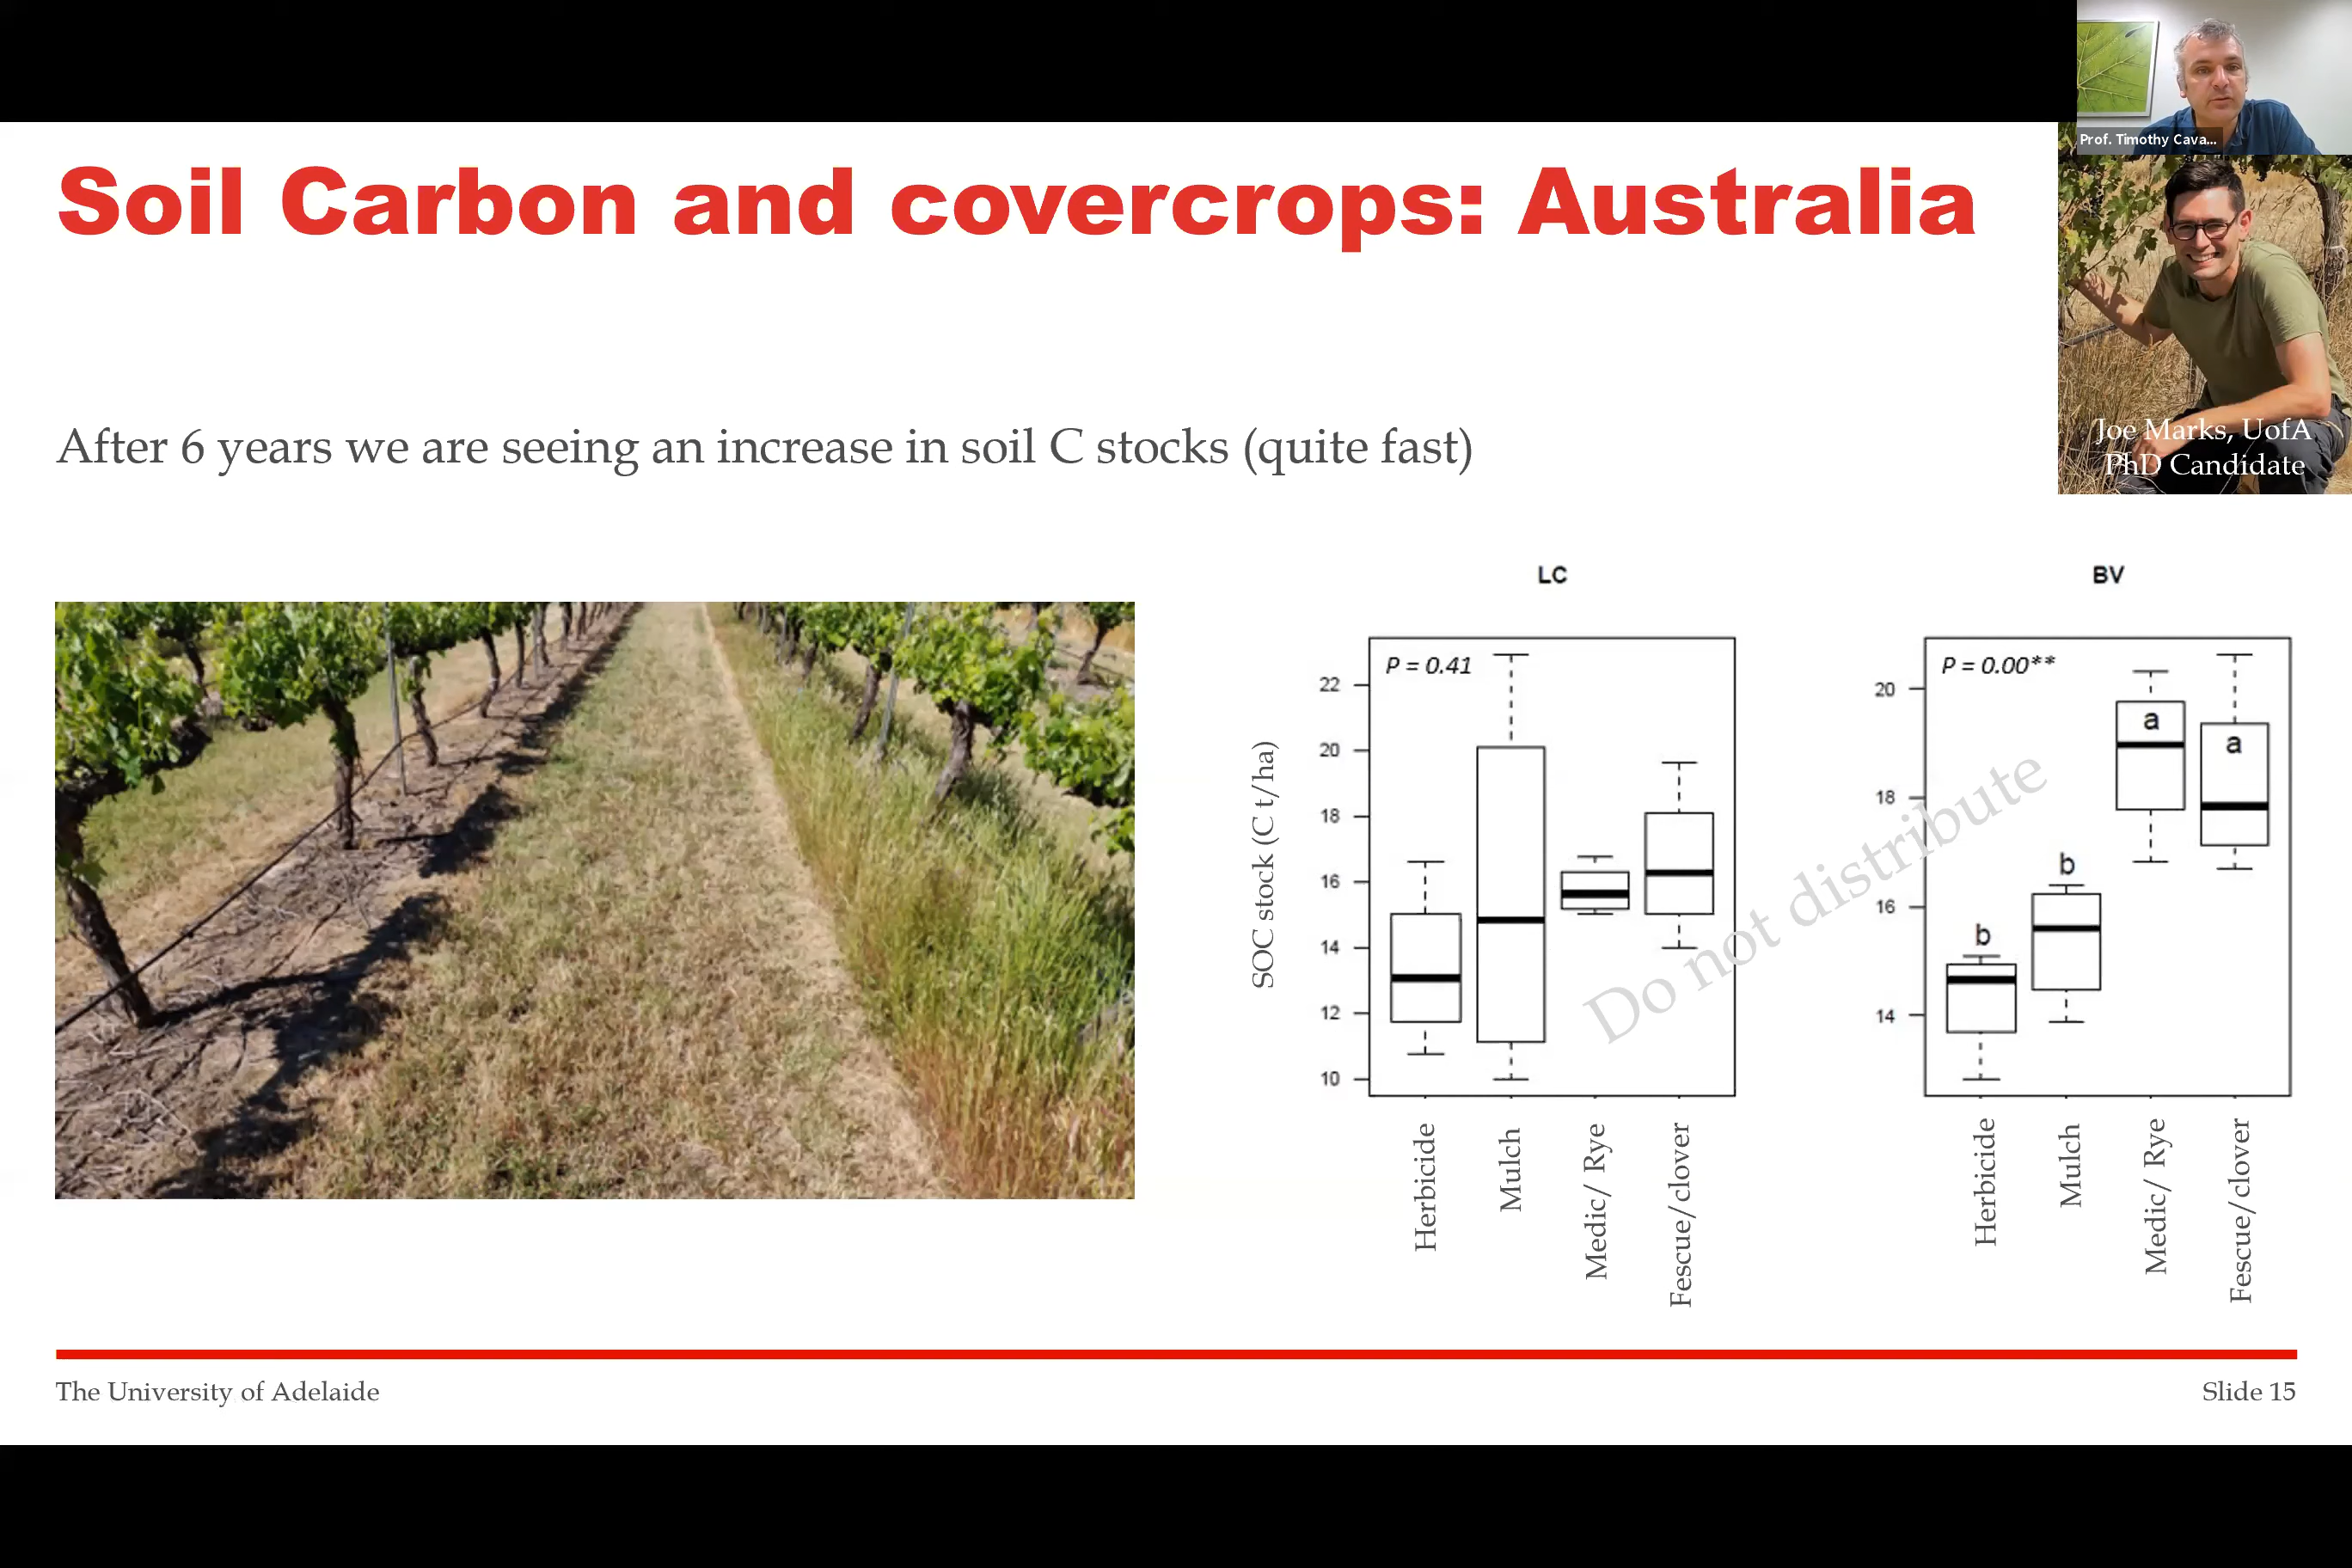 Prof. Timothy Cava...
Soil Carbon and covercrops: Australia
Joe Marks, UofA
PhD Candidate
After 6 years we are seeing an increase in soil C stocks (quite fast)
LC
P = 0.41
SOC stock (C t/ha)
22
20
18
16
14
12
10
Herbicide
Mulch
Medic/ Rye
Fescue/clover
BV
P = 0.00**
20
18
16
14
b
b
a
a
Herbicide
Mulch
Medic/ Rye
Fescue/clover
Do not distribute
The University of Adelaide
Slide 15